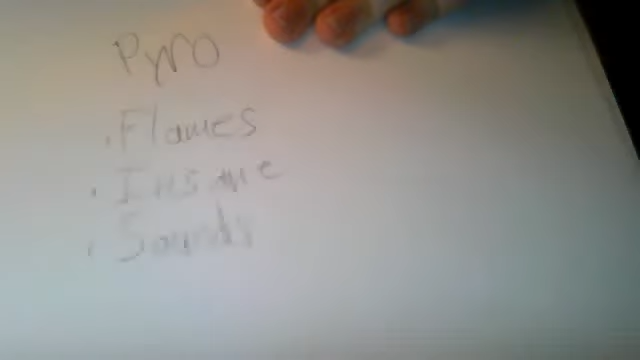 Pyro
. Flames
. Insane
. Sounds